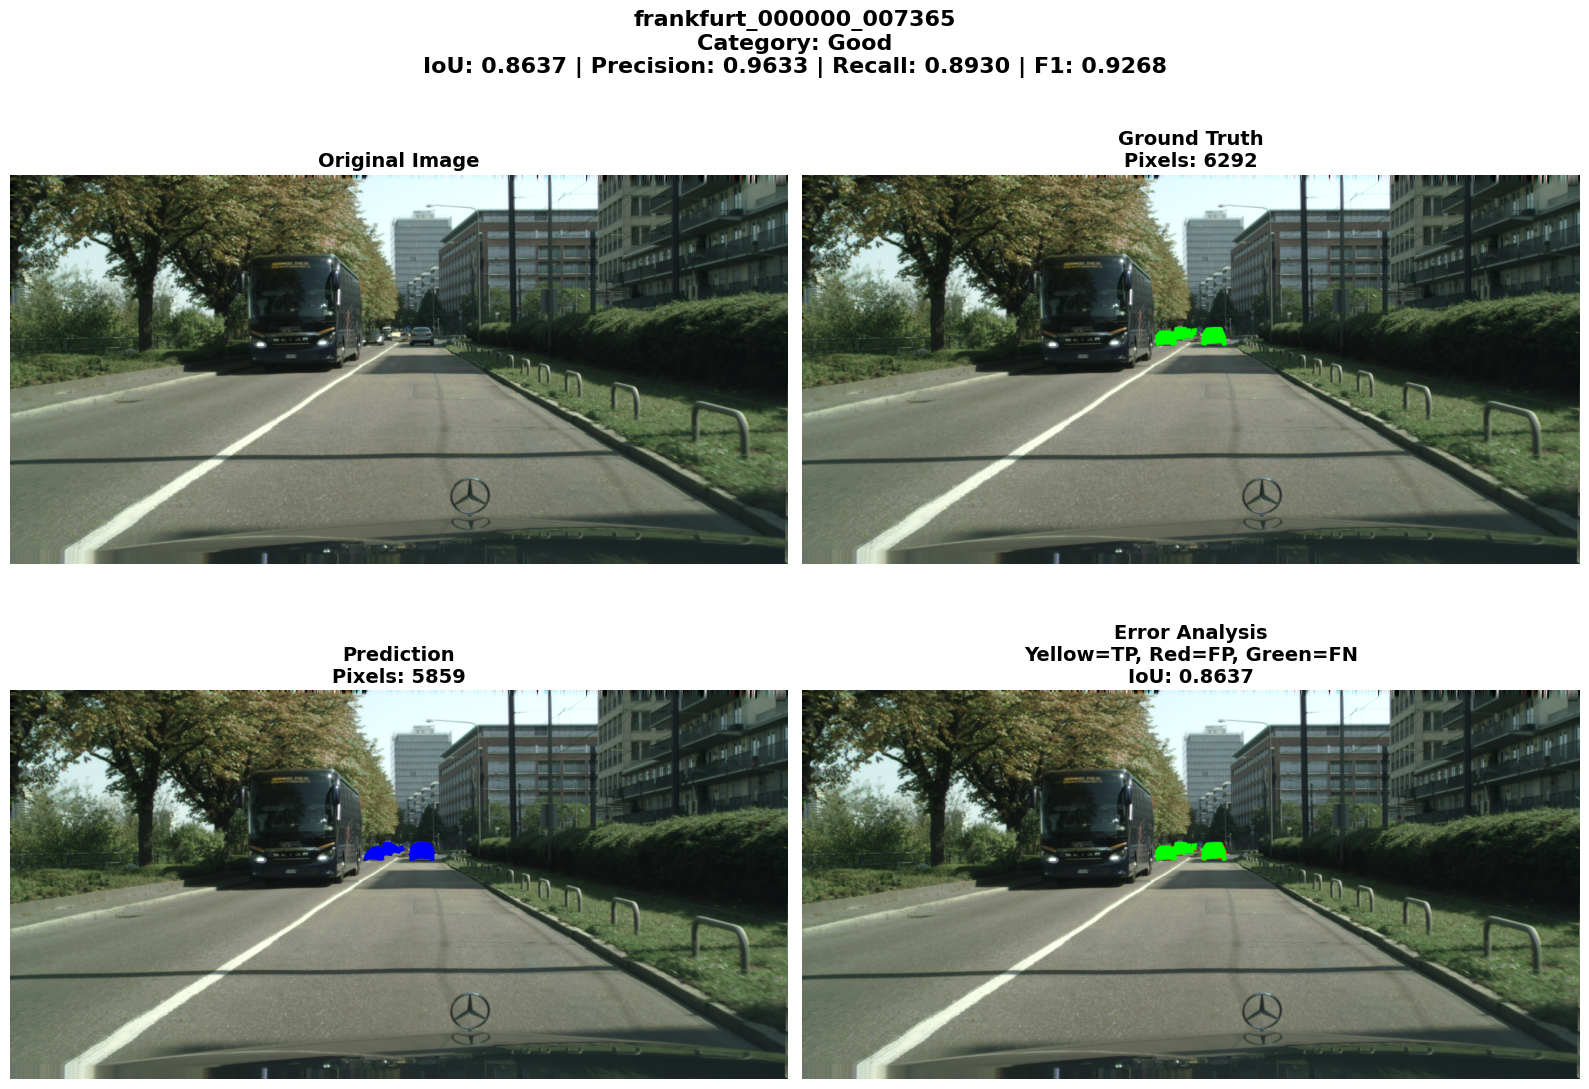 frankfurt_000000_007365
Category: Good
IoU: 0.8637 | Precision: 0.9633 | Recall: 0.8930 | F1: 0.9268
Original Image
Ground Truth
Pixels: 6292
Prediction
Pixels: 5859
Error Analysis
Yellow=TP, Red=FP, Green=FN
IoU: 0.8637